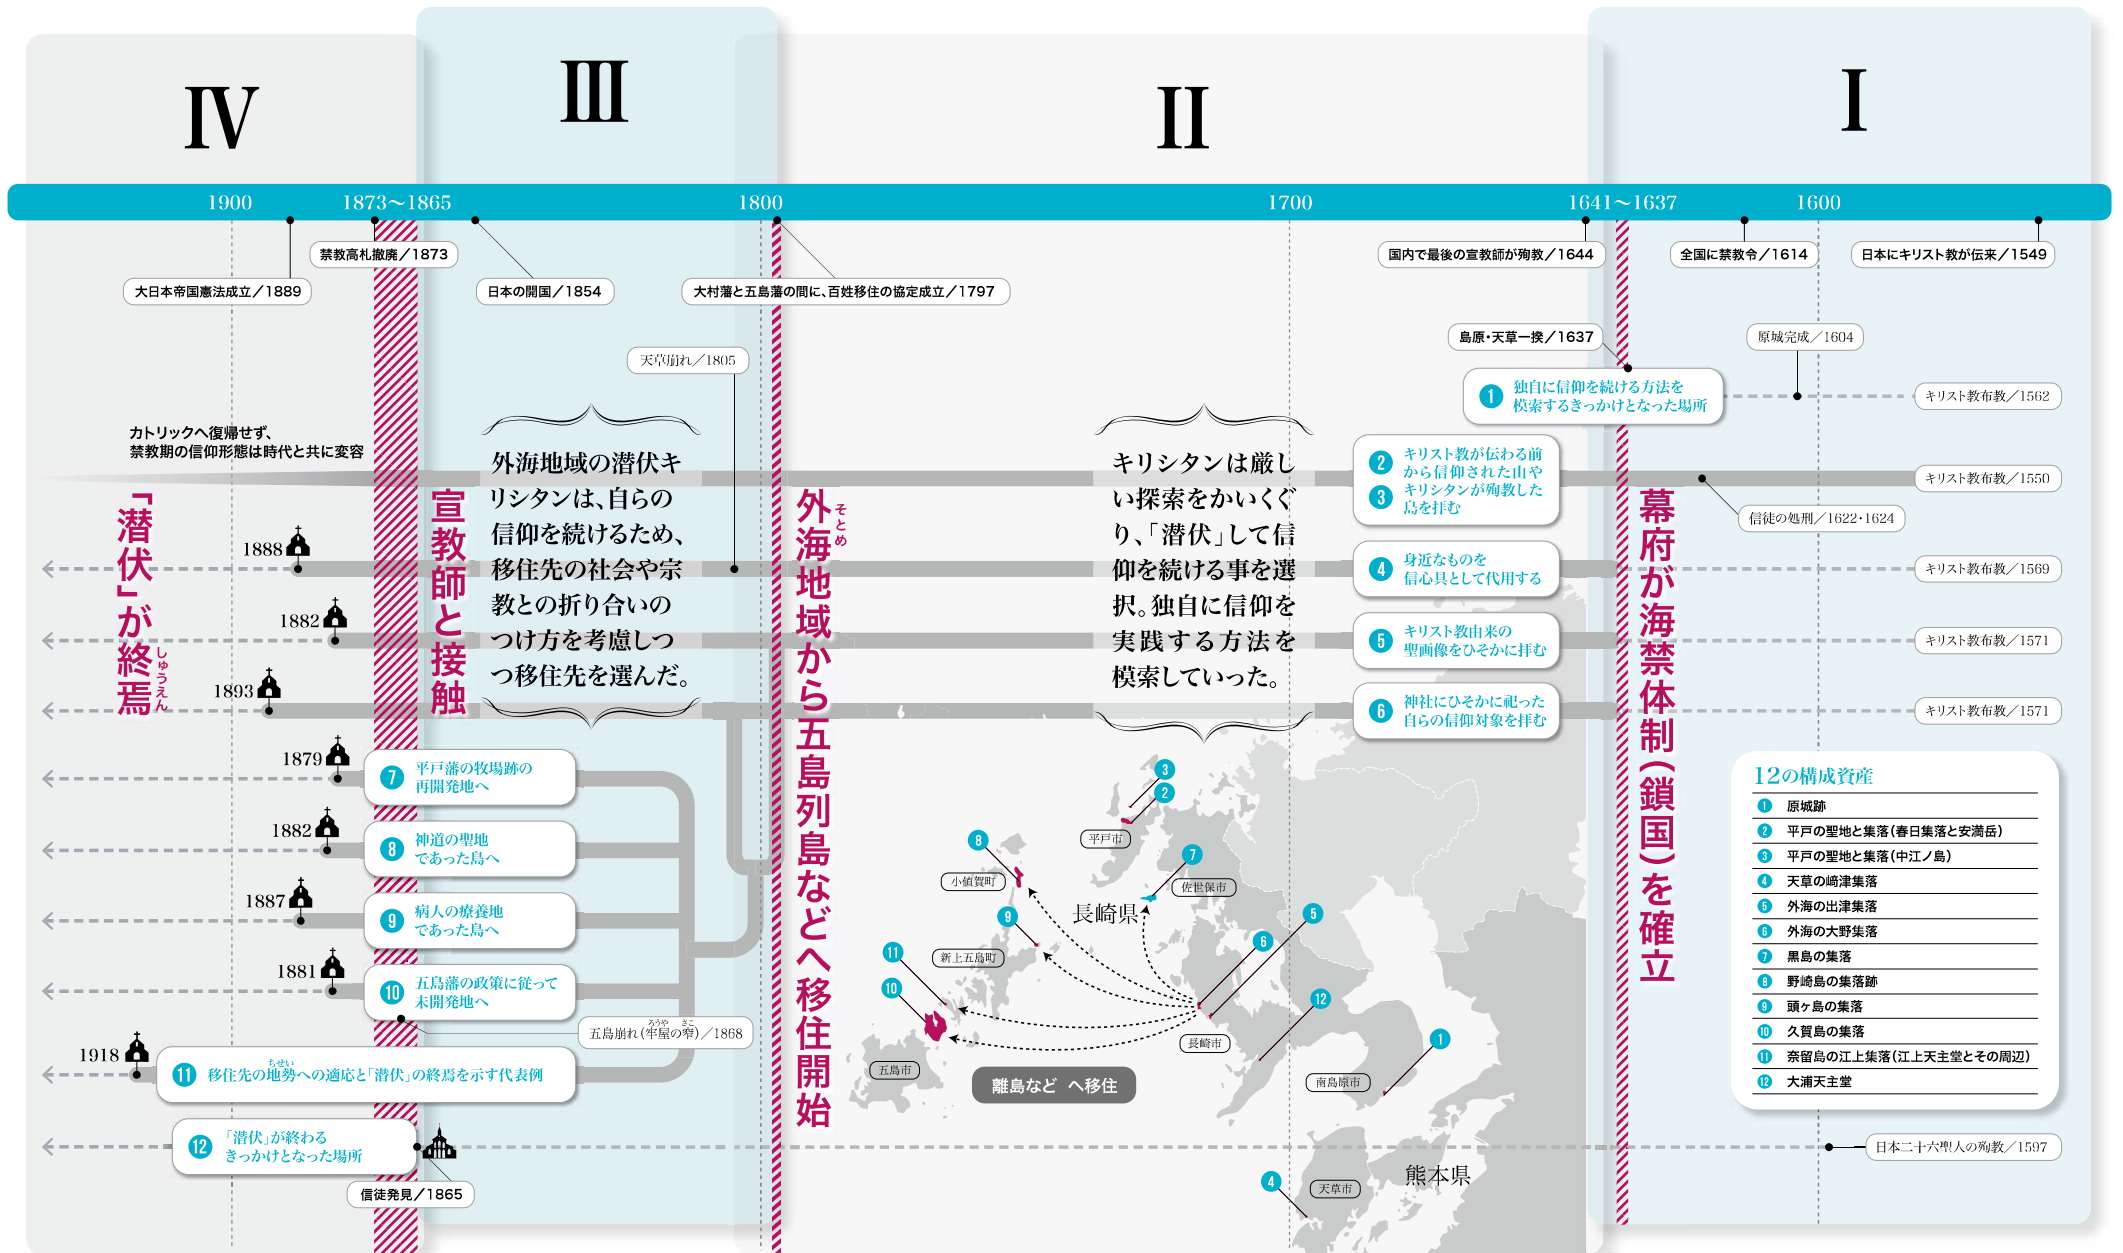 IV
III
II
I
1900
1873〜1865
1800
1700
1641〜1637
1600
禁教高札撤廃／1873
大日本帝国憲法成立／1889
日本の開国／1854
大村藩と五島藩の間に、百姓移住の協定成立／1797
国内で最後の宣教師が殉教／1644
全国に禁教令／1614
日本にキリスト教が伝来／1549
天草崩れ／1805
島原・天草一揆／1637
原城完成／1604
1 独自に信仰を続ける方法を
模索するきっかけとなった場所
キリスト教布教／1562
カトリックへ復帰せず、
禁教期の信仰形態は時代と共に変容
2 キリスト教が伝わる前
から信仰された山や
3 キリシタンが殉教した
島を拝む
キリスト教布教／1550
信徒の処刑／1622・1624
4 身近なものを
信心具として代用する
キリスト教布教／1569
5 キリスト教由来の
聖画像をひそかに拝む
キリスト教布教／1571
6 神社にひそかに祀った
自らの信仰対象を拝む
キリスト教布教／1571
幕府が海禁体制(鎖国)を確立
キリシタンは厳し
い探索をかいくぐ
り、「潜伏」して信
仰を続ける事を選
択。独自に信仰を
実践する方法を
模索していった。
外海地域から五島列島などへ移住開始
そとめ
外海地域の潜伏キ
リシタンは、自らの
信仰を続けるため、
移住先の社会や宗
教との折り合いの
つけ方を考慮しつ
つ移住先を選んだ。
宣教師と接触
「潜伏」が終焉
しゅうえん
1888
1882
1893
1879
7 平戸藩の牧場跡の
再開発地へ
1882
8 神道の聖地
であった島へ
1887
9 病人の療養地
であった島へ
1881
10 五島藩の政策に従って
未開発地へ
ろうや さこ
五島崩れ(牢屋の窄)／1868
1918
ちせい
11 移住先の地勢への適応と「潜伏」の終焉を示す代表例
12 「潜伏」が終わる
きっかけとなった場所
信徒発見／1865
日本二十六聖人の殉教／1597
3
2
平戸市
8
小値賀町
7
佐世保市
長崎県
9
5
6
11
新上五島町
10
12
長崎市
1
五島市
南島原市
離島など へ移住
熊本県
4
天草市
12の構成資産
1 原城跡
2 平戸の聖地と集落(春日集落と安満岳)
3 平戸の聖地と集落(中江ノ島)
4 天草の﨑津集落
5 外海の出津集落
6 外海の大野集落
7 黒島の集落
8 野崎島の集落跡
9 頭ヶ島の集落
10 久賀島の集落
11 奈留島の江上集落(江上天主堂とその周辺)
12 大浦天主堂